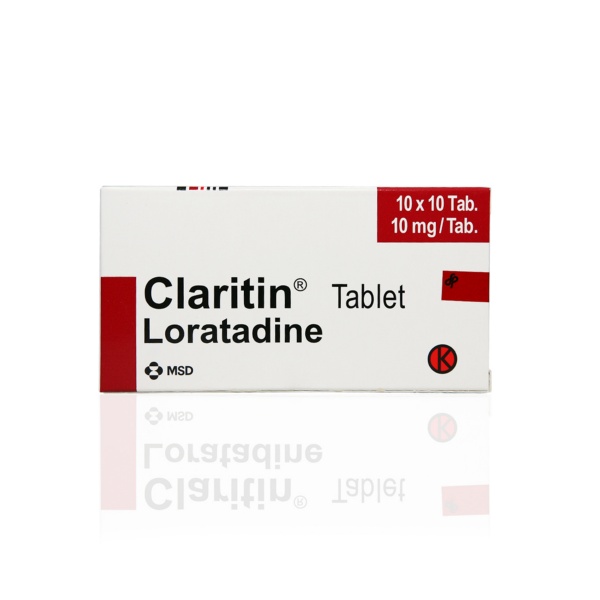 10 x 10 Tab.
10 mg/Tab.
Claritin® Tablet
Loratadine
MSD
K